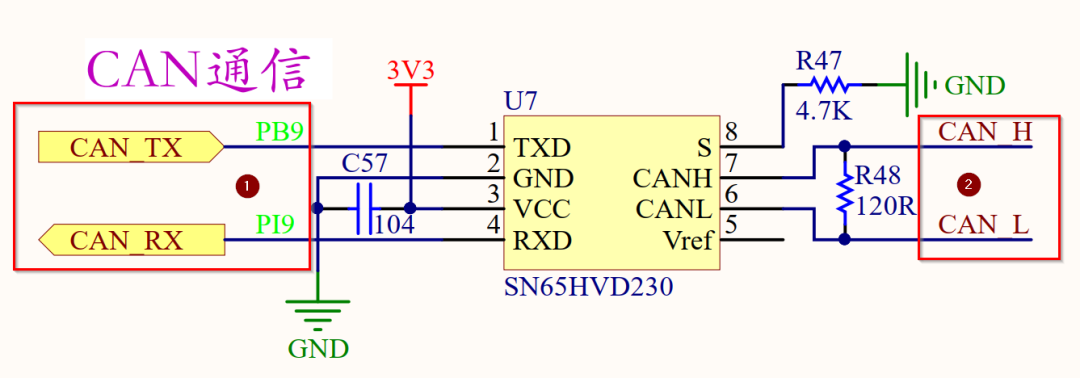 CAN通信
3V3
R47
4.7K
GND
U7
CAN_TX
PB9
1
TXD
S
8
CAN_H
C57
2
GND
CANH
7
R48
1
2
104
3
VCC
CANL
6
120R
CAN_RX
PI9
4
RXD
Vref
5
CAN_L
SN65HVD230
GND